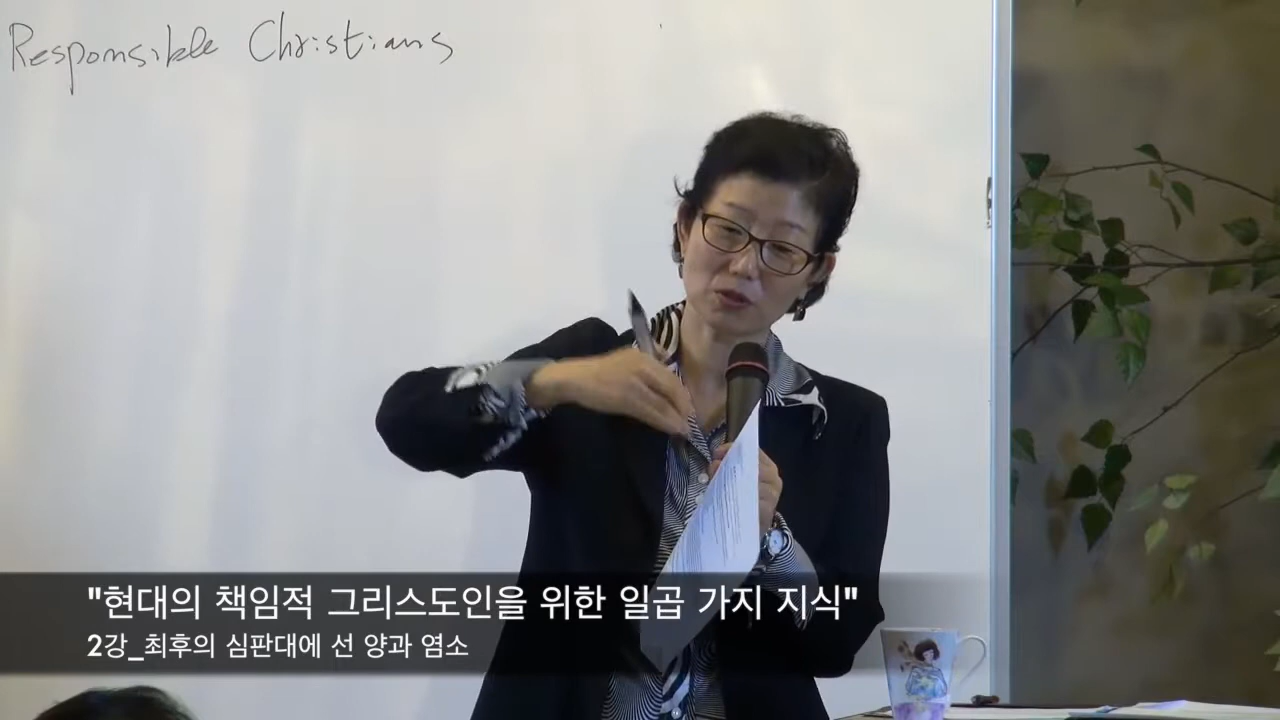 Responsible Christians
"현대의 책임적 그리스도인을 위한 일곱 가지 지식"
2강_최후의 심판대에 선 양과 염소